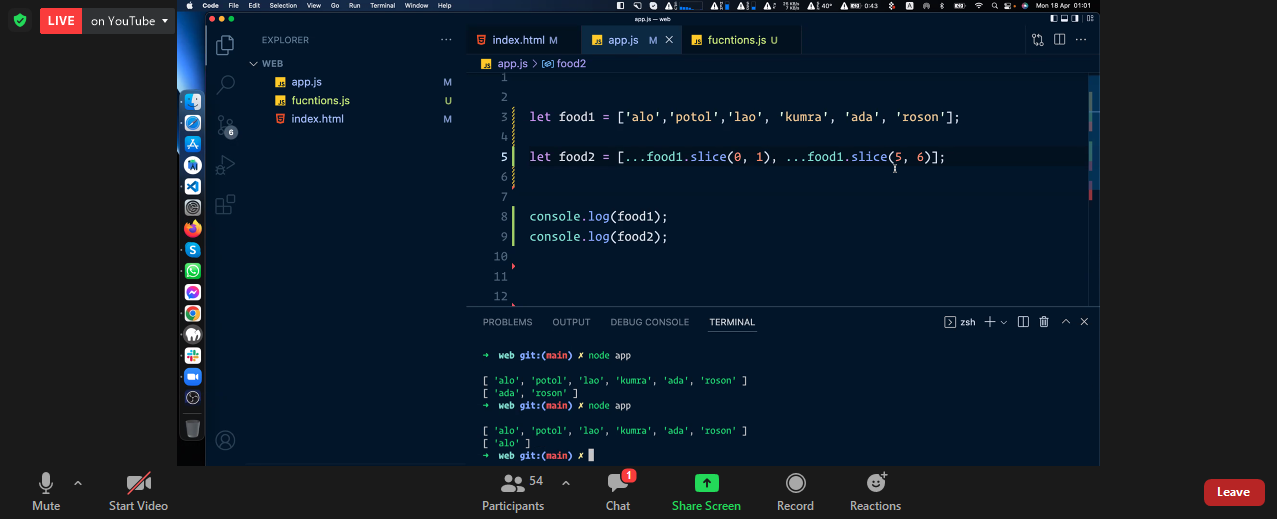 LIVE on YouTube
Code File Edit Selection View Go Run Terminal Window Help
40° 0:43 Mon 18 Apr 01:01
app.js — web
EXPLORER
WEB
app.js M
fucntions.js U
index.html M
6
index.html M app.js M fucntions.js U
app.js > food2
1
2
3 let food1 = ['alo','potol','lao', 'kumra', 'ada', 'roson'];
4
5 let food2 = [...food1.slice(0, 1), ...food1.slice(5, 6)];
6
7
8 console.log(food1);
9 console.log(food2);
10
11
12
PROBLEMS OUTPUT DEBUG CONSOLE TERMINAL zsh
→ web git:(main) ✗ node app
[ 'alo', 'potol', 'lao', 'kumra', 'ada', 'roson' ]
[ 'ada', 'roson' ]
→ web git:(main) ✗ node app
[ 'alo', 'potol', 'lao', 'kumra', 'ada', 'roson' ]
[ 'alo' ]
→ web git:(main) ✗
Mute Start Video Participants 54 Chat 1 Share Screen Record Reactions Leave